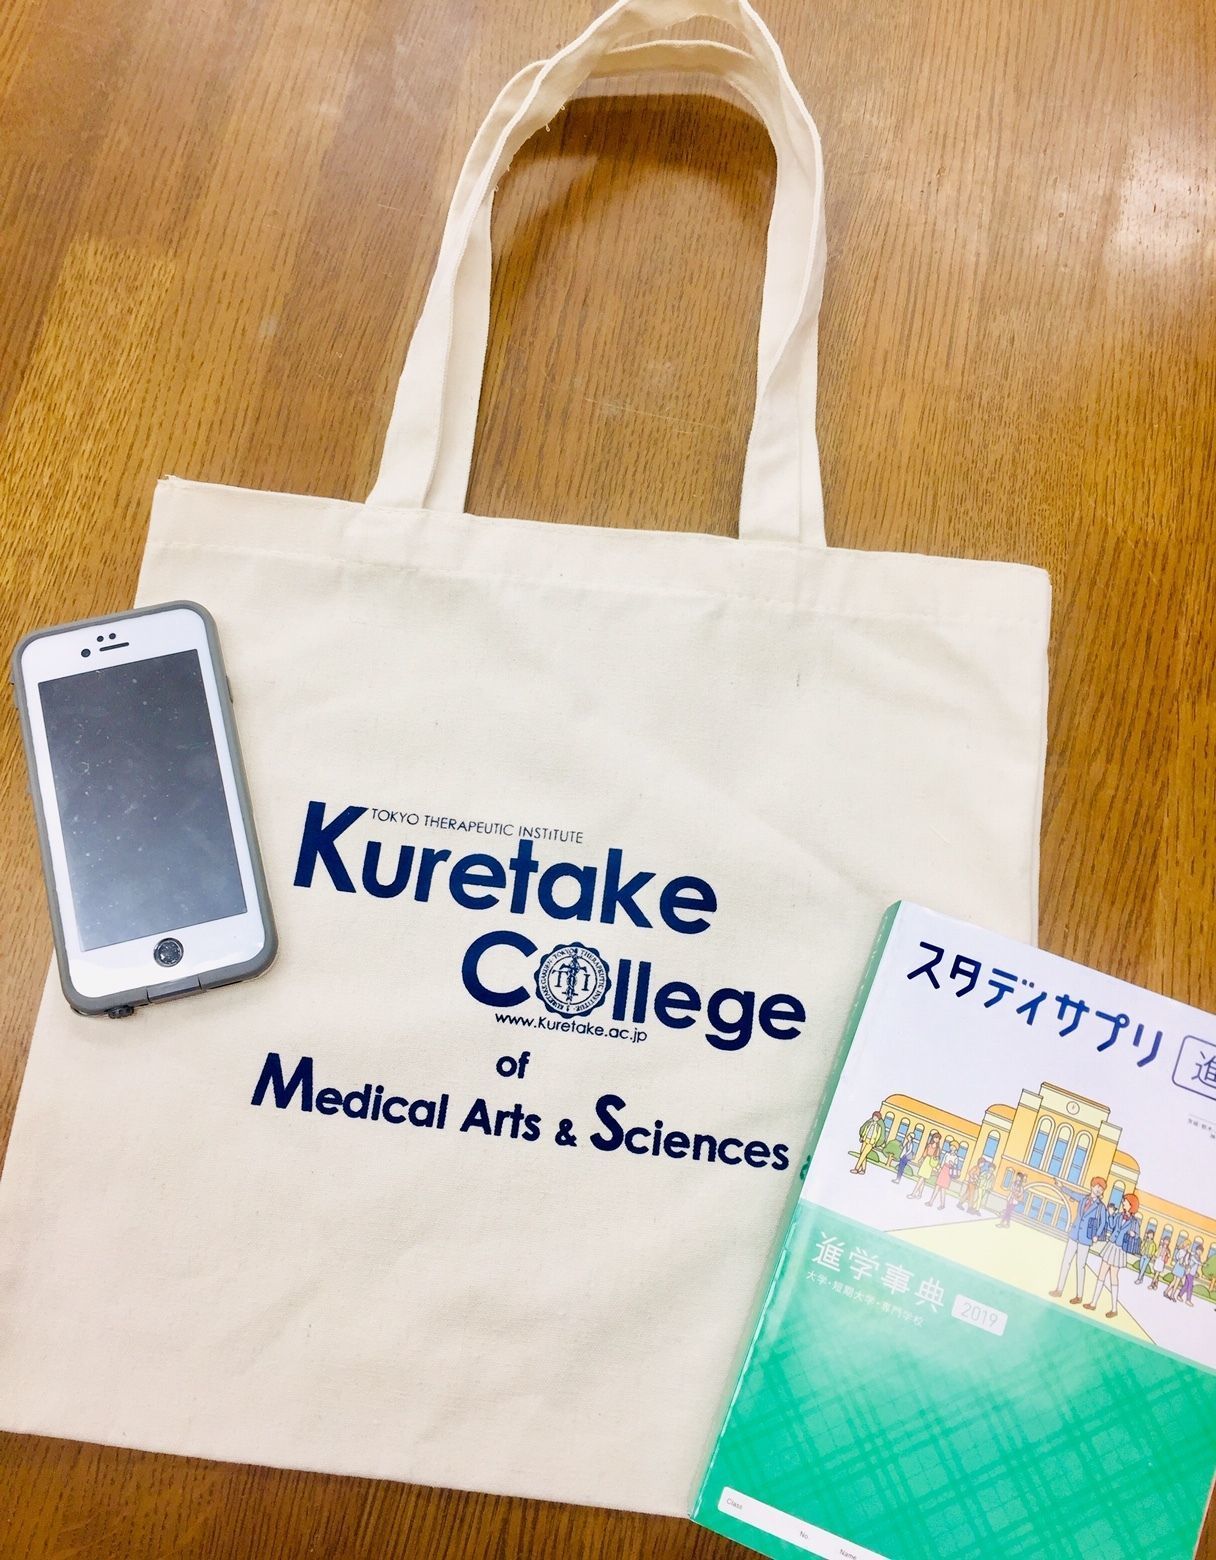 TOKYO THERAPEUTIC INSTITUTE
Kuretake
College
www.Kuretake.ac.jp
of
Medical Arts & Sciences
スタディサプリ 進
進学事典
大学・短期大学・専門学校
2019
Class
No.
Name